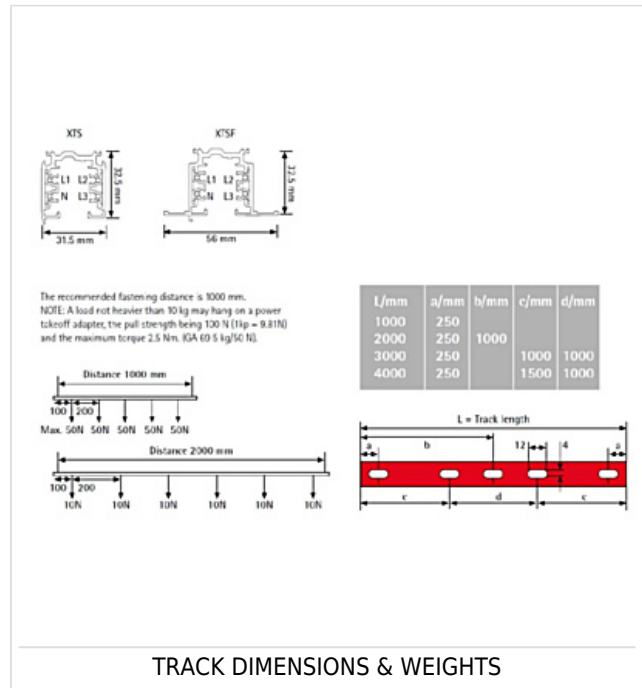 XTS
XTSF
L1 L2
N L3
32.5 mm
31.5 mm
L1 L2
N L3
32.5 mm
56 mm
The recommended fastening distance is 1000 mm.
NOTE: A load not heavier than 10 kg may hang on a power
takeoff adapter, the pull strength being 100 N (1kp = 9.81N)
and the maximum torque 2.5 Nm. (GA 69 5 kg/50 N).
Distance 1000 mm
100 200
Max. 50N 50N 50N 50N 50N
Distance 2000 mm
100 200
10N 10N 10N 10N 10N 10N
L/mm a/mm b/mm c/mm d/mm
1000 250
2000 250 1000
3000 250 1000 1000
4000 250 1500 1000
L = Track length
b
12 4
a a
c d c
TRACK DIMENSIONS & WEIGHTS